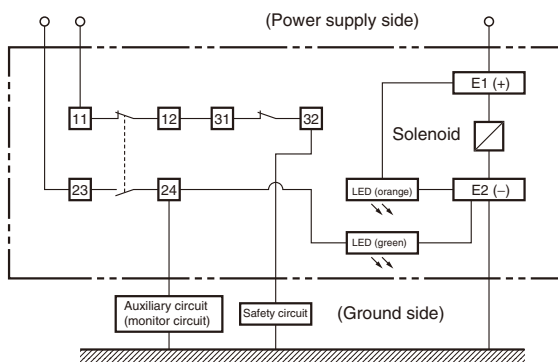 (Power supply side)
E1 (+)
11
12
31
32
Solenoid
23
24
LED (orange)
E2 (−)
LED (green)
Auxiliary circuit
(monitor circuit)
Safety circuit
(Ground side)